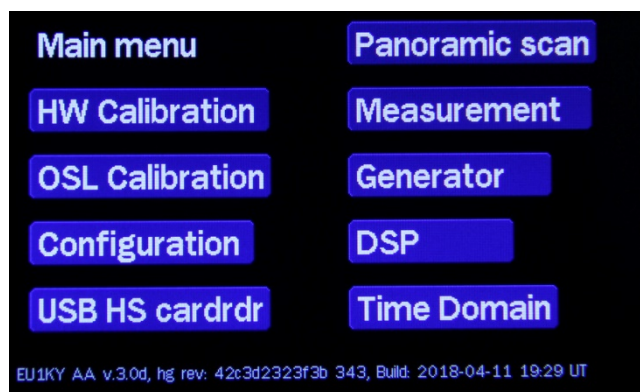 Main menu
HW Calibration
OSL Calibration
Configuration
USB HS cardrdr
Panoramic scan
Measurement
Generator
DSP
Time Domain
EU1KY AA v.3.0d, hg rev: 42c3d2323f3b 343, Build: 2018-04-11 19:29 UT